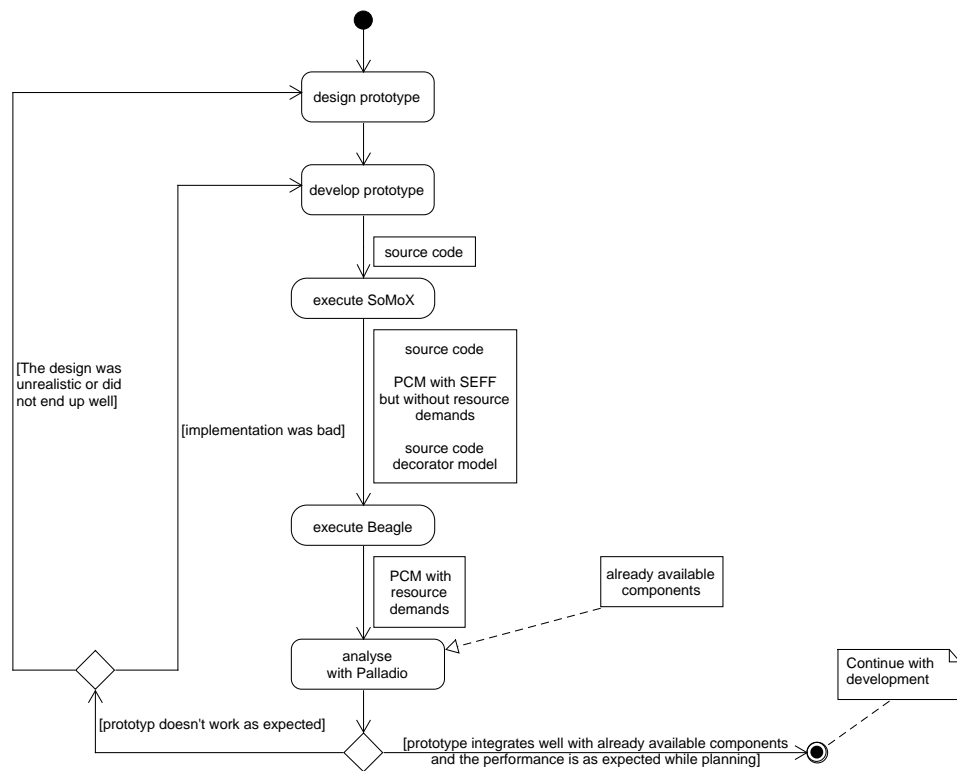 design prototype
develop prototype
source code
execute SoMoX
source code
PCM with SEFF
but without resource
demands
source code
decorator model
[The design was
unrealistic or did
not end up well]
[implementation was bad]
execute Beagle
PCM with
resource
demands
already available
components
analyse
with Palladio
Continue with
development
[prototyp doesn't work as expected]
[prototype integrates well with already available components
and the performance is as expected while planning]